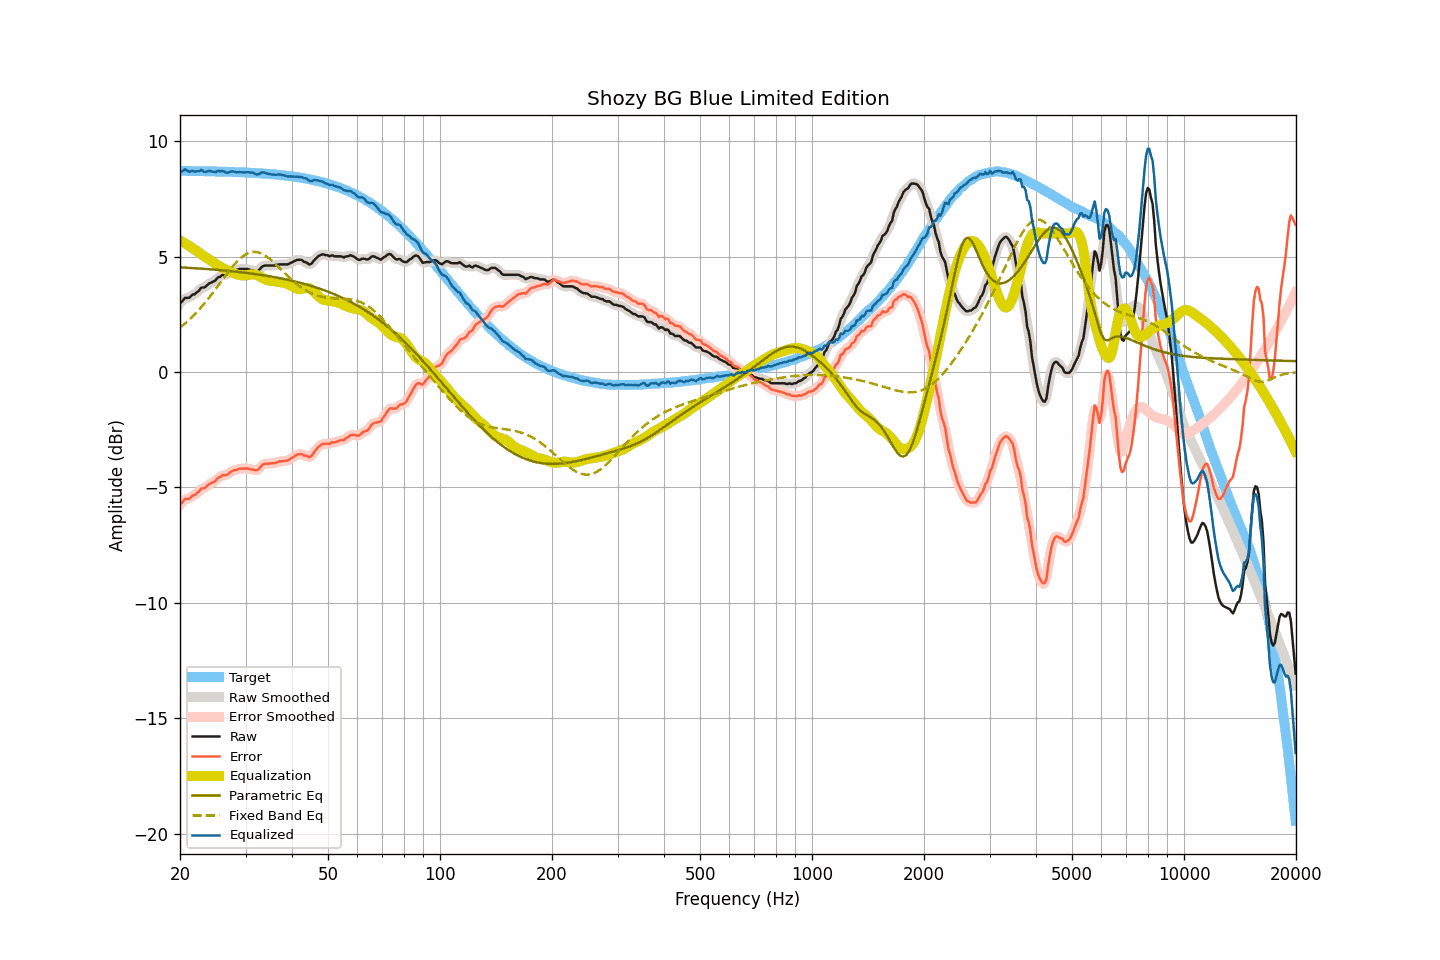 Shozy BG Blue Limited Edition
Amplitude (dBr)
10
5
0
−5
−10
−15
−20
Target
Raw Smoothed
Error Smoothed
Raw
Error
Equalization
Parametric Eq
Fixed Band Eq
Equalized
20 50 100 200 500 1000 2000 5000 10000 20000
Frequency (Hz)